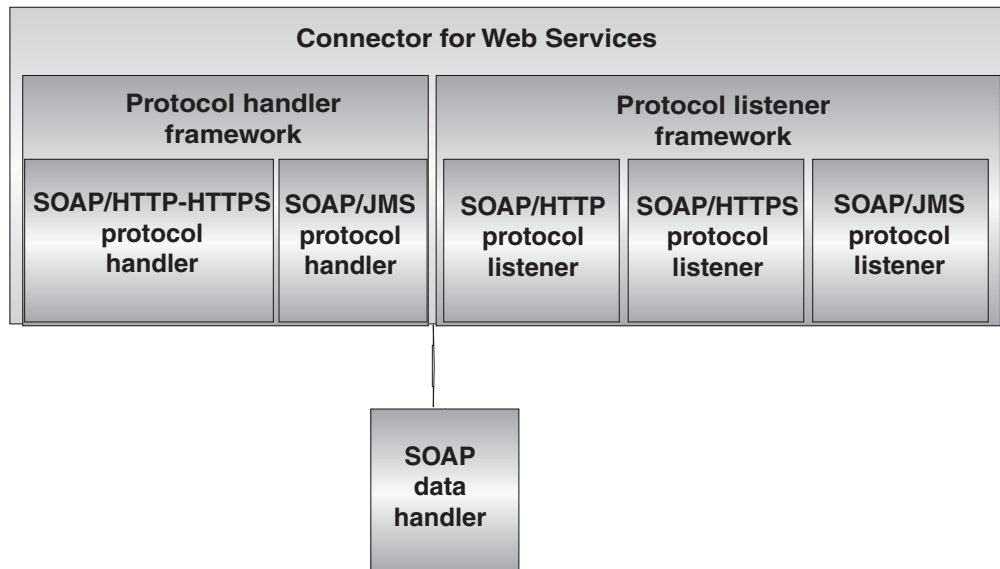 Connector for Web Services
Protocol handler
framework
SOAP/HTTP-HTTPS
protocol
handler
SOAP/JMS
protocol
handler
Protocol listener
framework
SOAP/HTTP
protocol
listener
SOAP/HTTPS
protocol
listener
SOAP/JMS
protocol
listener
SOAP
data
handler